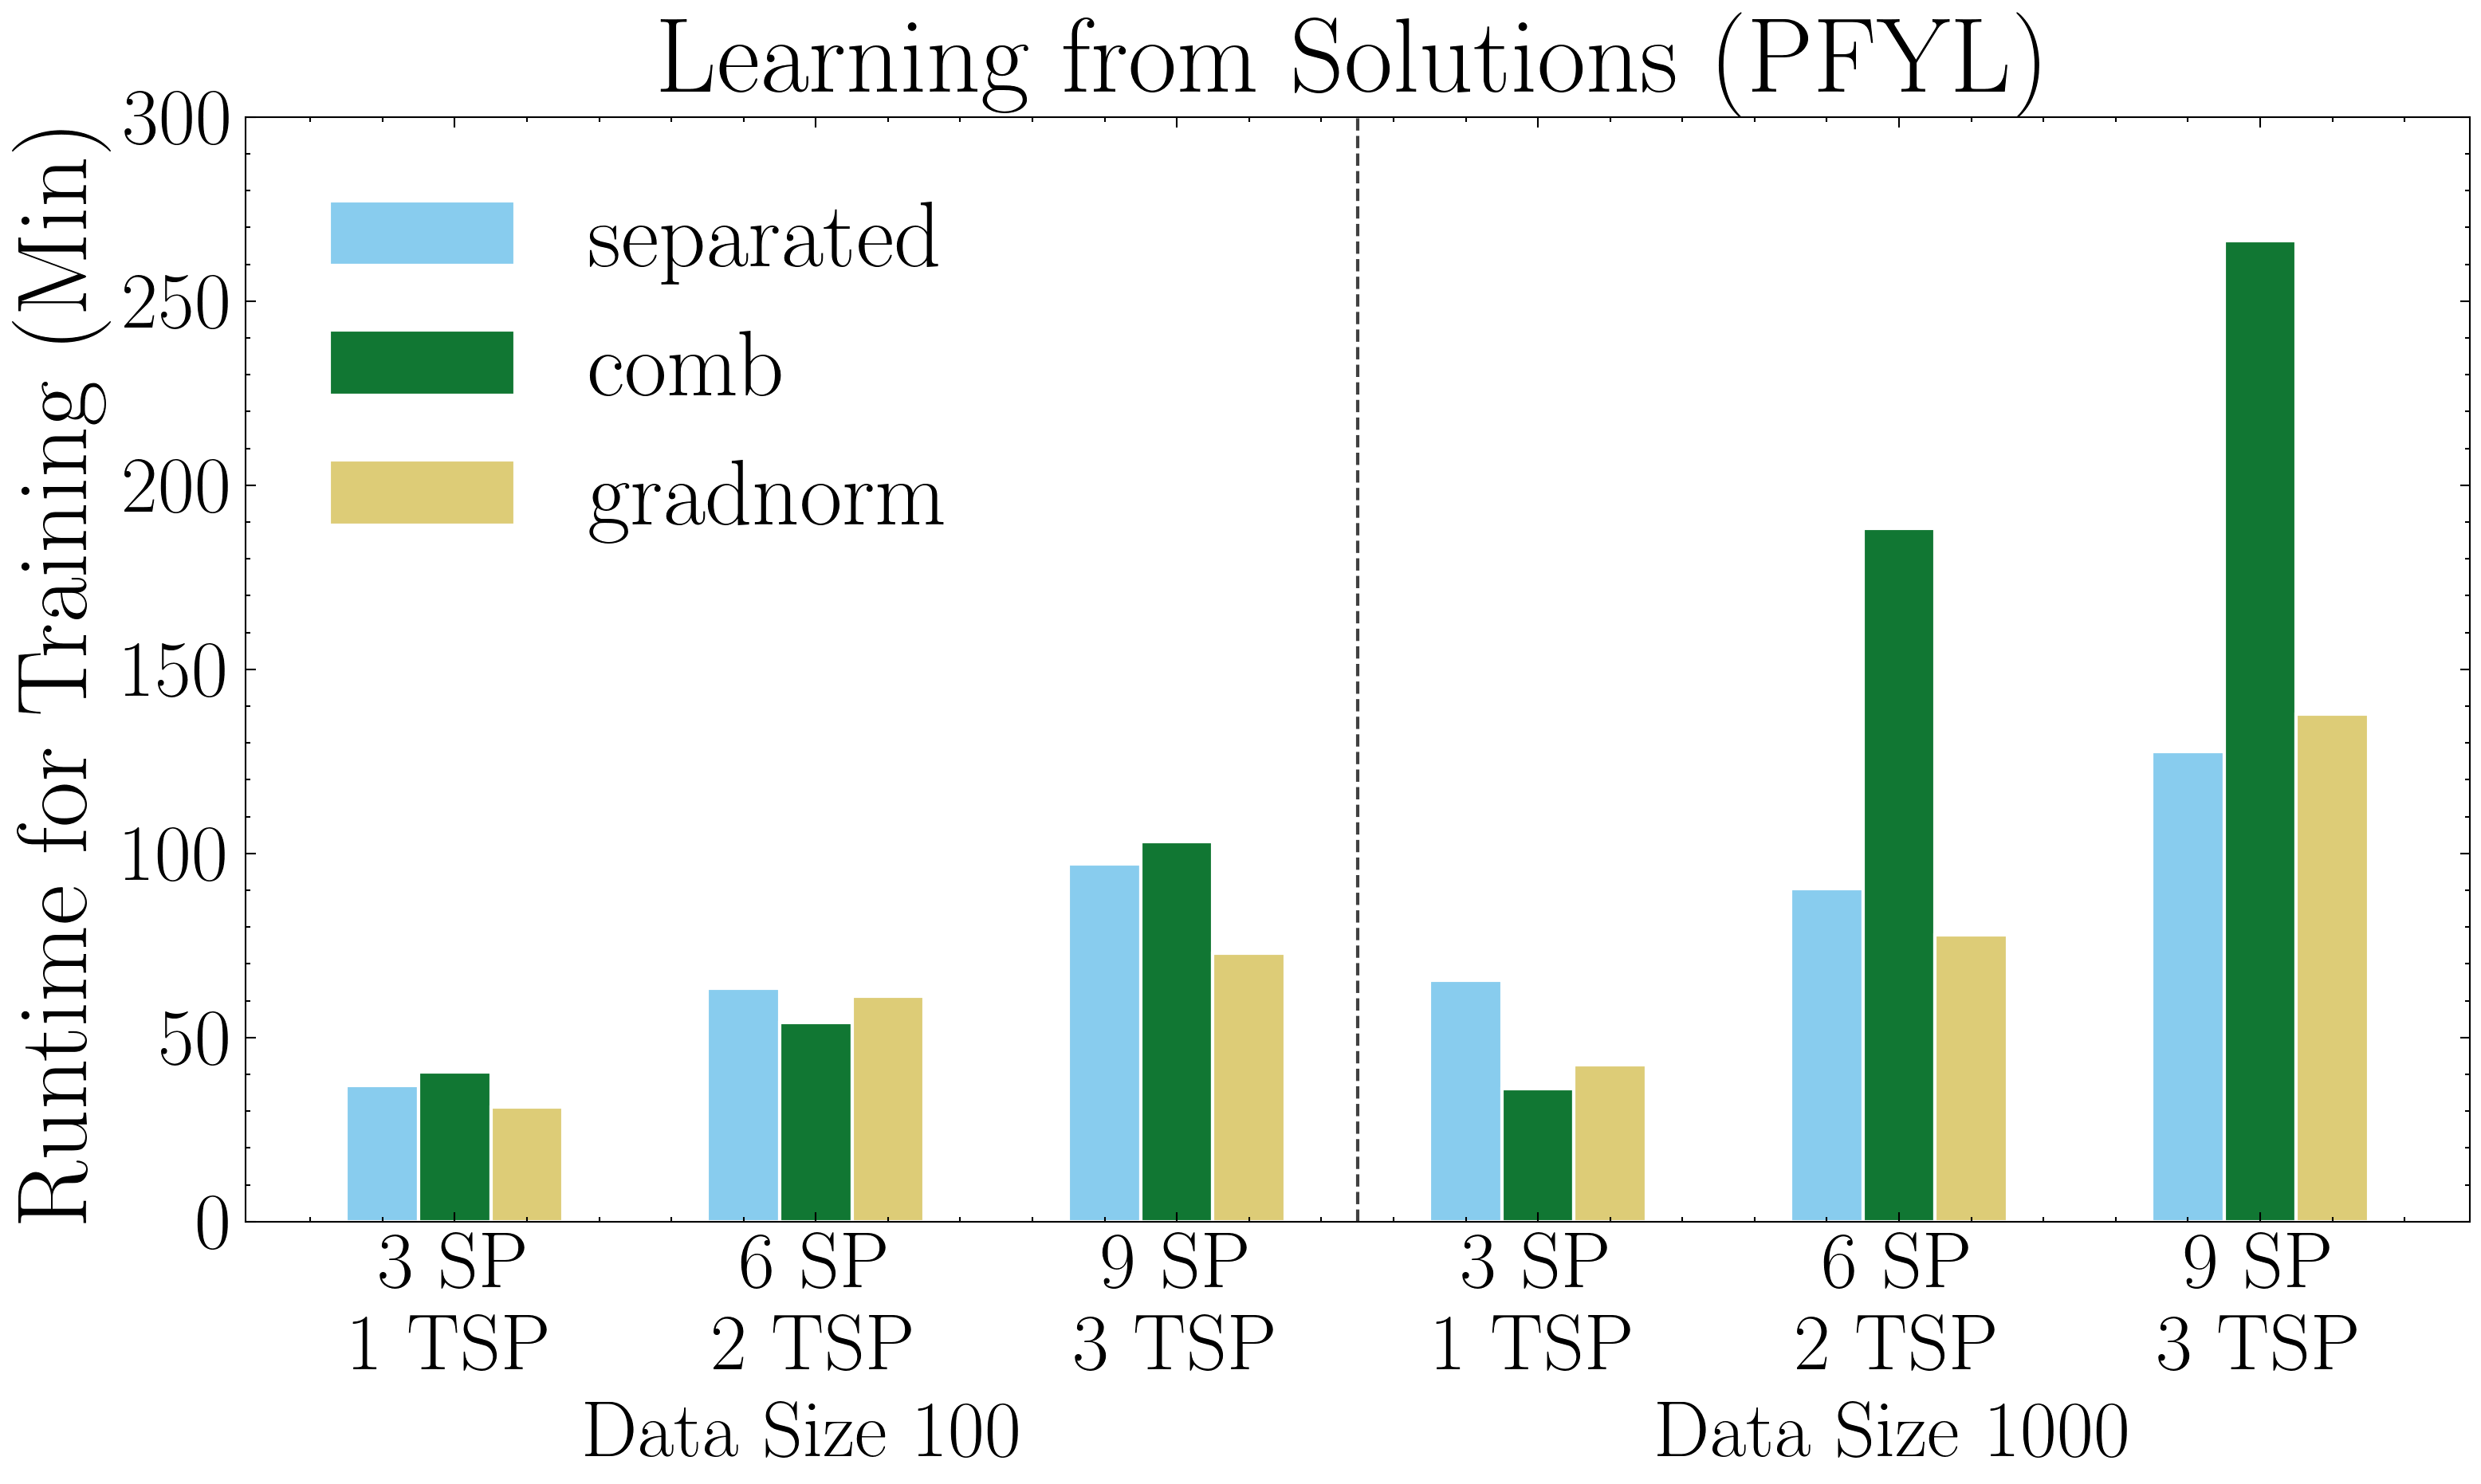 Learning from Solutions (PFYL)
Runtime for Training (Min)
300
250
200
150
100
50
0
separated
comb
gradnorm
3 SP
1 TSP
6 SP
2 TSP
9 SP
3 TSP
3 SP
1 TSP
6 SP
2 TSP
9 SP
3 TSP
Data Size 100
Data Size 1000